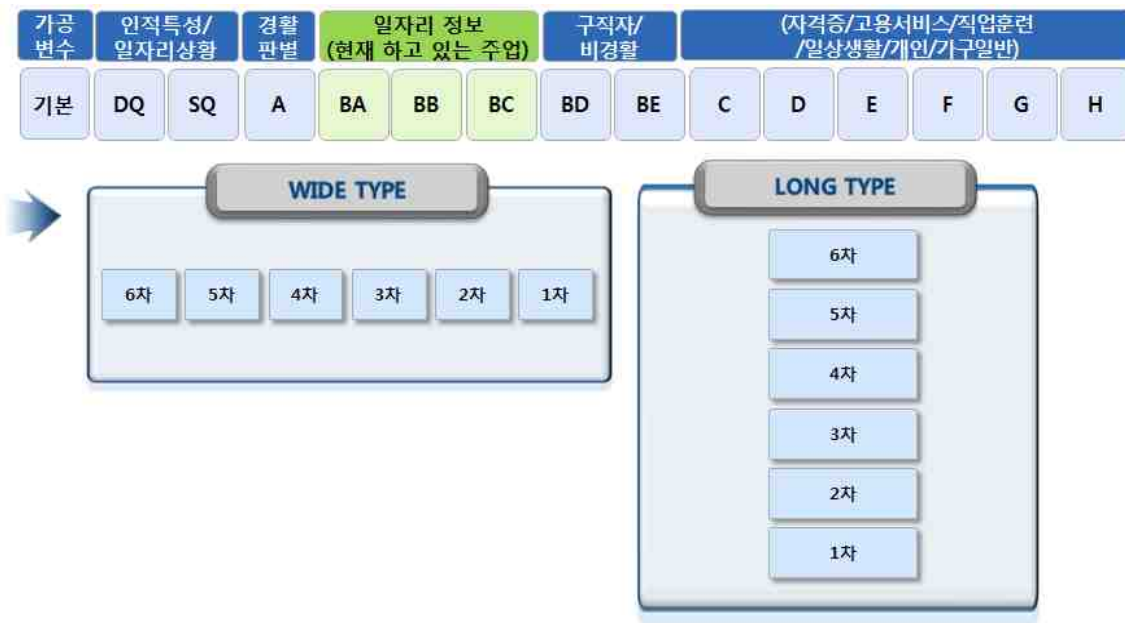 가공
변수
인적특성/
일자리상황
경활
판별
일자리 정보
(현재 하고 있는 주업)
구직자/
비경활
(자격증/고용서비스/직업훈련
/일상생활/개인/가구일반)
기본 DQ SQ A BA BB BC BD BE C D E F G H
WIDE TYPE
6차 5차 4차 3차 2차 1차
LONG TYPE
6차
5차
4차
3차
2차
1차